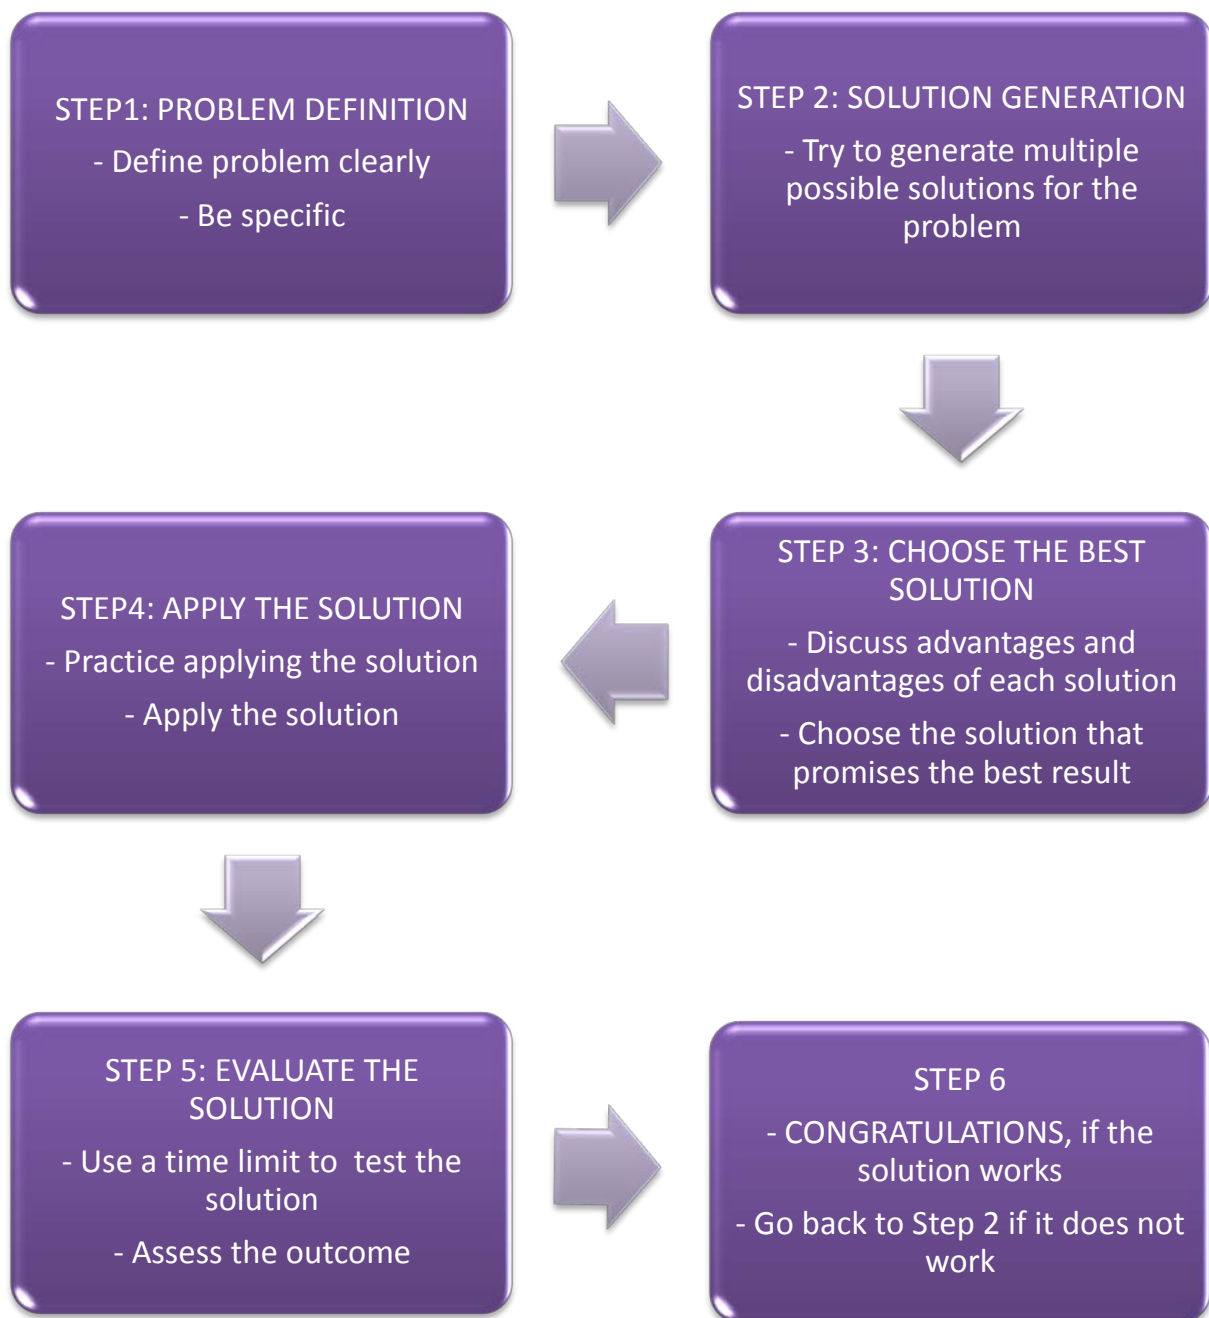 STEP1: PROBLEM DEFINITION
- Define problem clearly
- Be specific
STEP 2: SOLUTION GENERATION
- Try to generate multiple
possible solutions for the
problem
STEP 3: CHOOSE THE BEST
SOLUTION
- Discuss advantages and
disadvantages of each solution
- Choose the solution that
promises the best result
STEP4: APPLY THE SOLUTION
- Practice applying the solution
- Apply the solution
STEP 5: EVALUATE THE
SOLUTION
- Use a time limit to test the
solution
- Assess the outcome
STEP 6
- CONGRATULATIONS, if the
solution works
- Go back to Step 2 if it does not
work